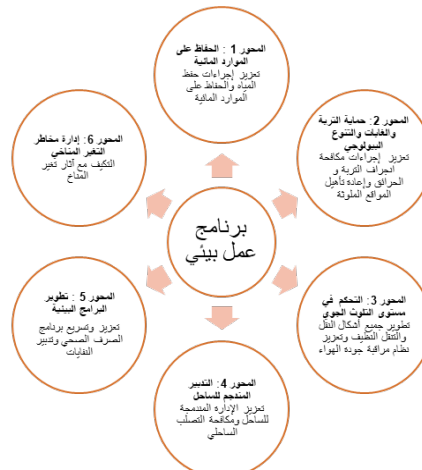 المحور 1 : الحفاظ على
الموارد المائية
تعزيز إجراءات حفظ
المياه والحفاظ على
الموارد المائية
المحور 2: حماية التربة
والغابات والتنوع
البيولوجي
تعزيز إجراءات مكافحة
انجراف التربة و
الحرائق وإعادة تأهيل
المواقع الملوثة
المحور 3: التحكم في
مستوى التلوث الجوي
تطوير جميع أشكال النقل
والتنقل النظيف وتعزيز
نظام مراقبة جودة الهواء
المحور 4: التدبير
المندمج للساحل
تعزيز الإدارة المندمجة
للساحل ومكافحة التصلب
الساحلي
المحور 5 : تطوير
البرامج البيئية
تعزيز وتسريع برنامج
الصرف الصحي وتدبير
النفايات
المحور 6: إدارة مخاطر
التغير المناخي
التكيف مع آثار تغير
المناخ
برنامج
عمل بيئي